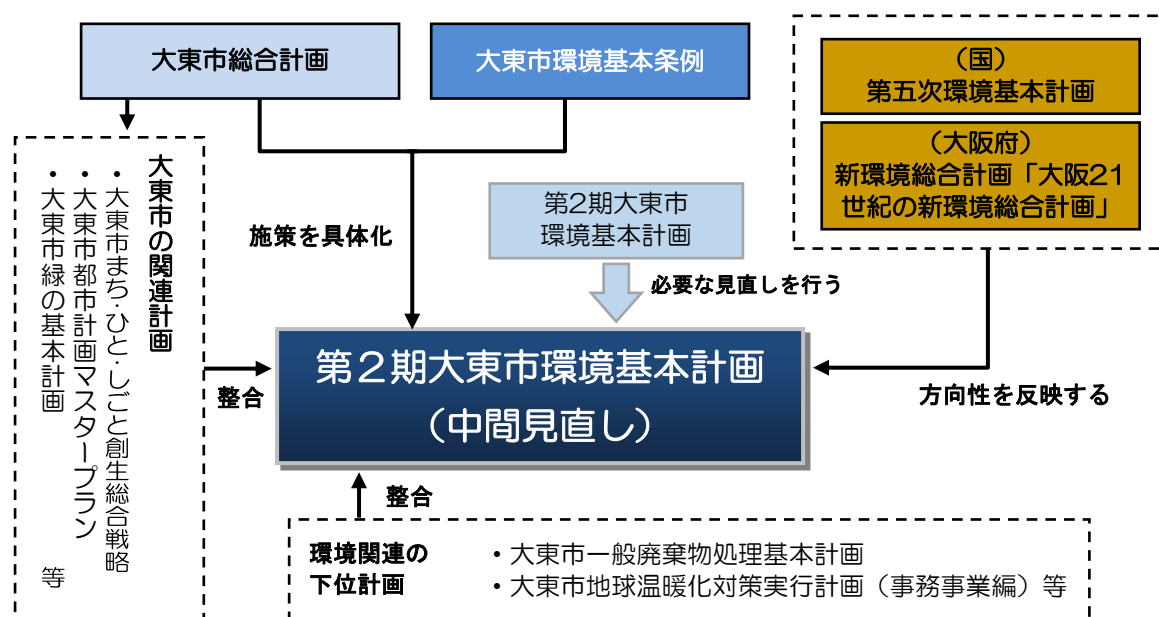 大東市総合計画
大東市環境基本条例
（国）
第五次環境基本計画
（大阪府）
新環境総合計画「大阪21
世紀の新環境総合計画」
大東市の関連計画
・大東市まち・ひと・しごと創生総合戦略
・大東市都市計画マスタープラン
・大東市緑の基本計画 等
施策を具体化
第2期大東市
環境基本計画
必要な見直しを行う
第２期大東市環境基本計画
（中間見直し）
整合
方向性を反映する
整合
環境関連の
下位計画
・大東市一般廃棄物処理基本計画
・大東市地球温暖化対策実行計画（事務事業編）等